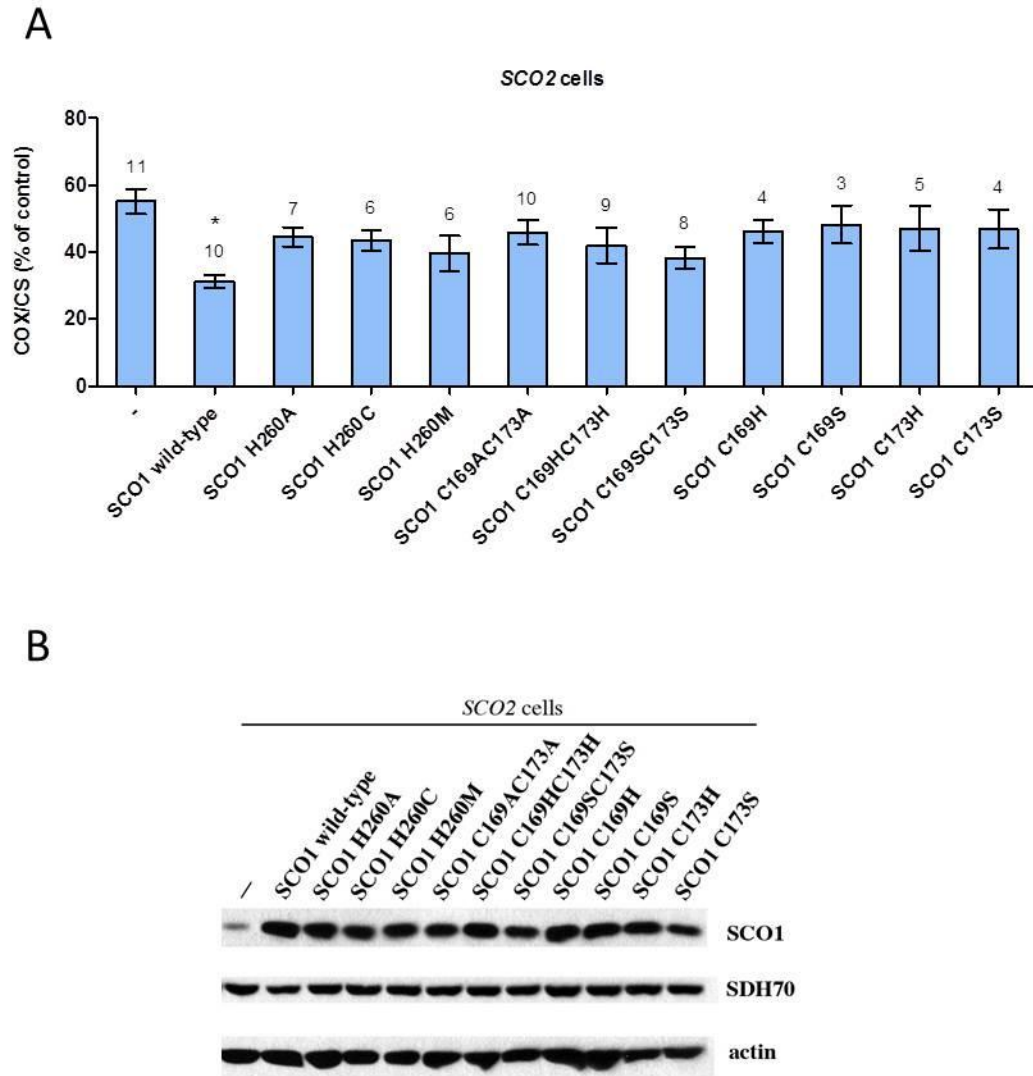 A
SCO2 cells
COX/CS (% of control)
80
60
40
20
0
11
*
10
7
6
6
10
9
8
4
3
5
4
-
SCO1 wild-type
SCO1 H260A
SCO1 H260C
SCO1 H260M
SCO1 C169AC173A
SCO1 C169HC173H
SCO1 C169SC173S
SCO1 C169H
SCO1 C169S
SCO1 C173H
SCO1 C173S
B
SCO2 cells
/
SCO1 wild-type
SCO1 H260A
SCO1 H260C
SCO1 H260M
SCO1 C169AC173A
SCO1 C169HC173H
SCO1 C169SC173S
SCO1 C169H
SCO1 C169S
SCO1 C173H
SCO1 C173S
SCO1
SDH70
actin